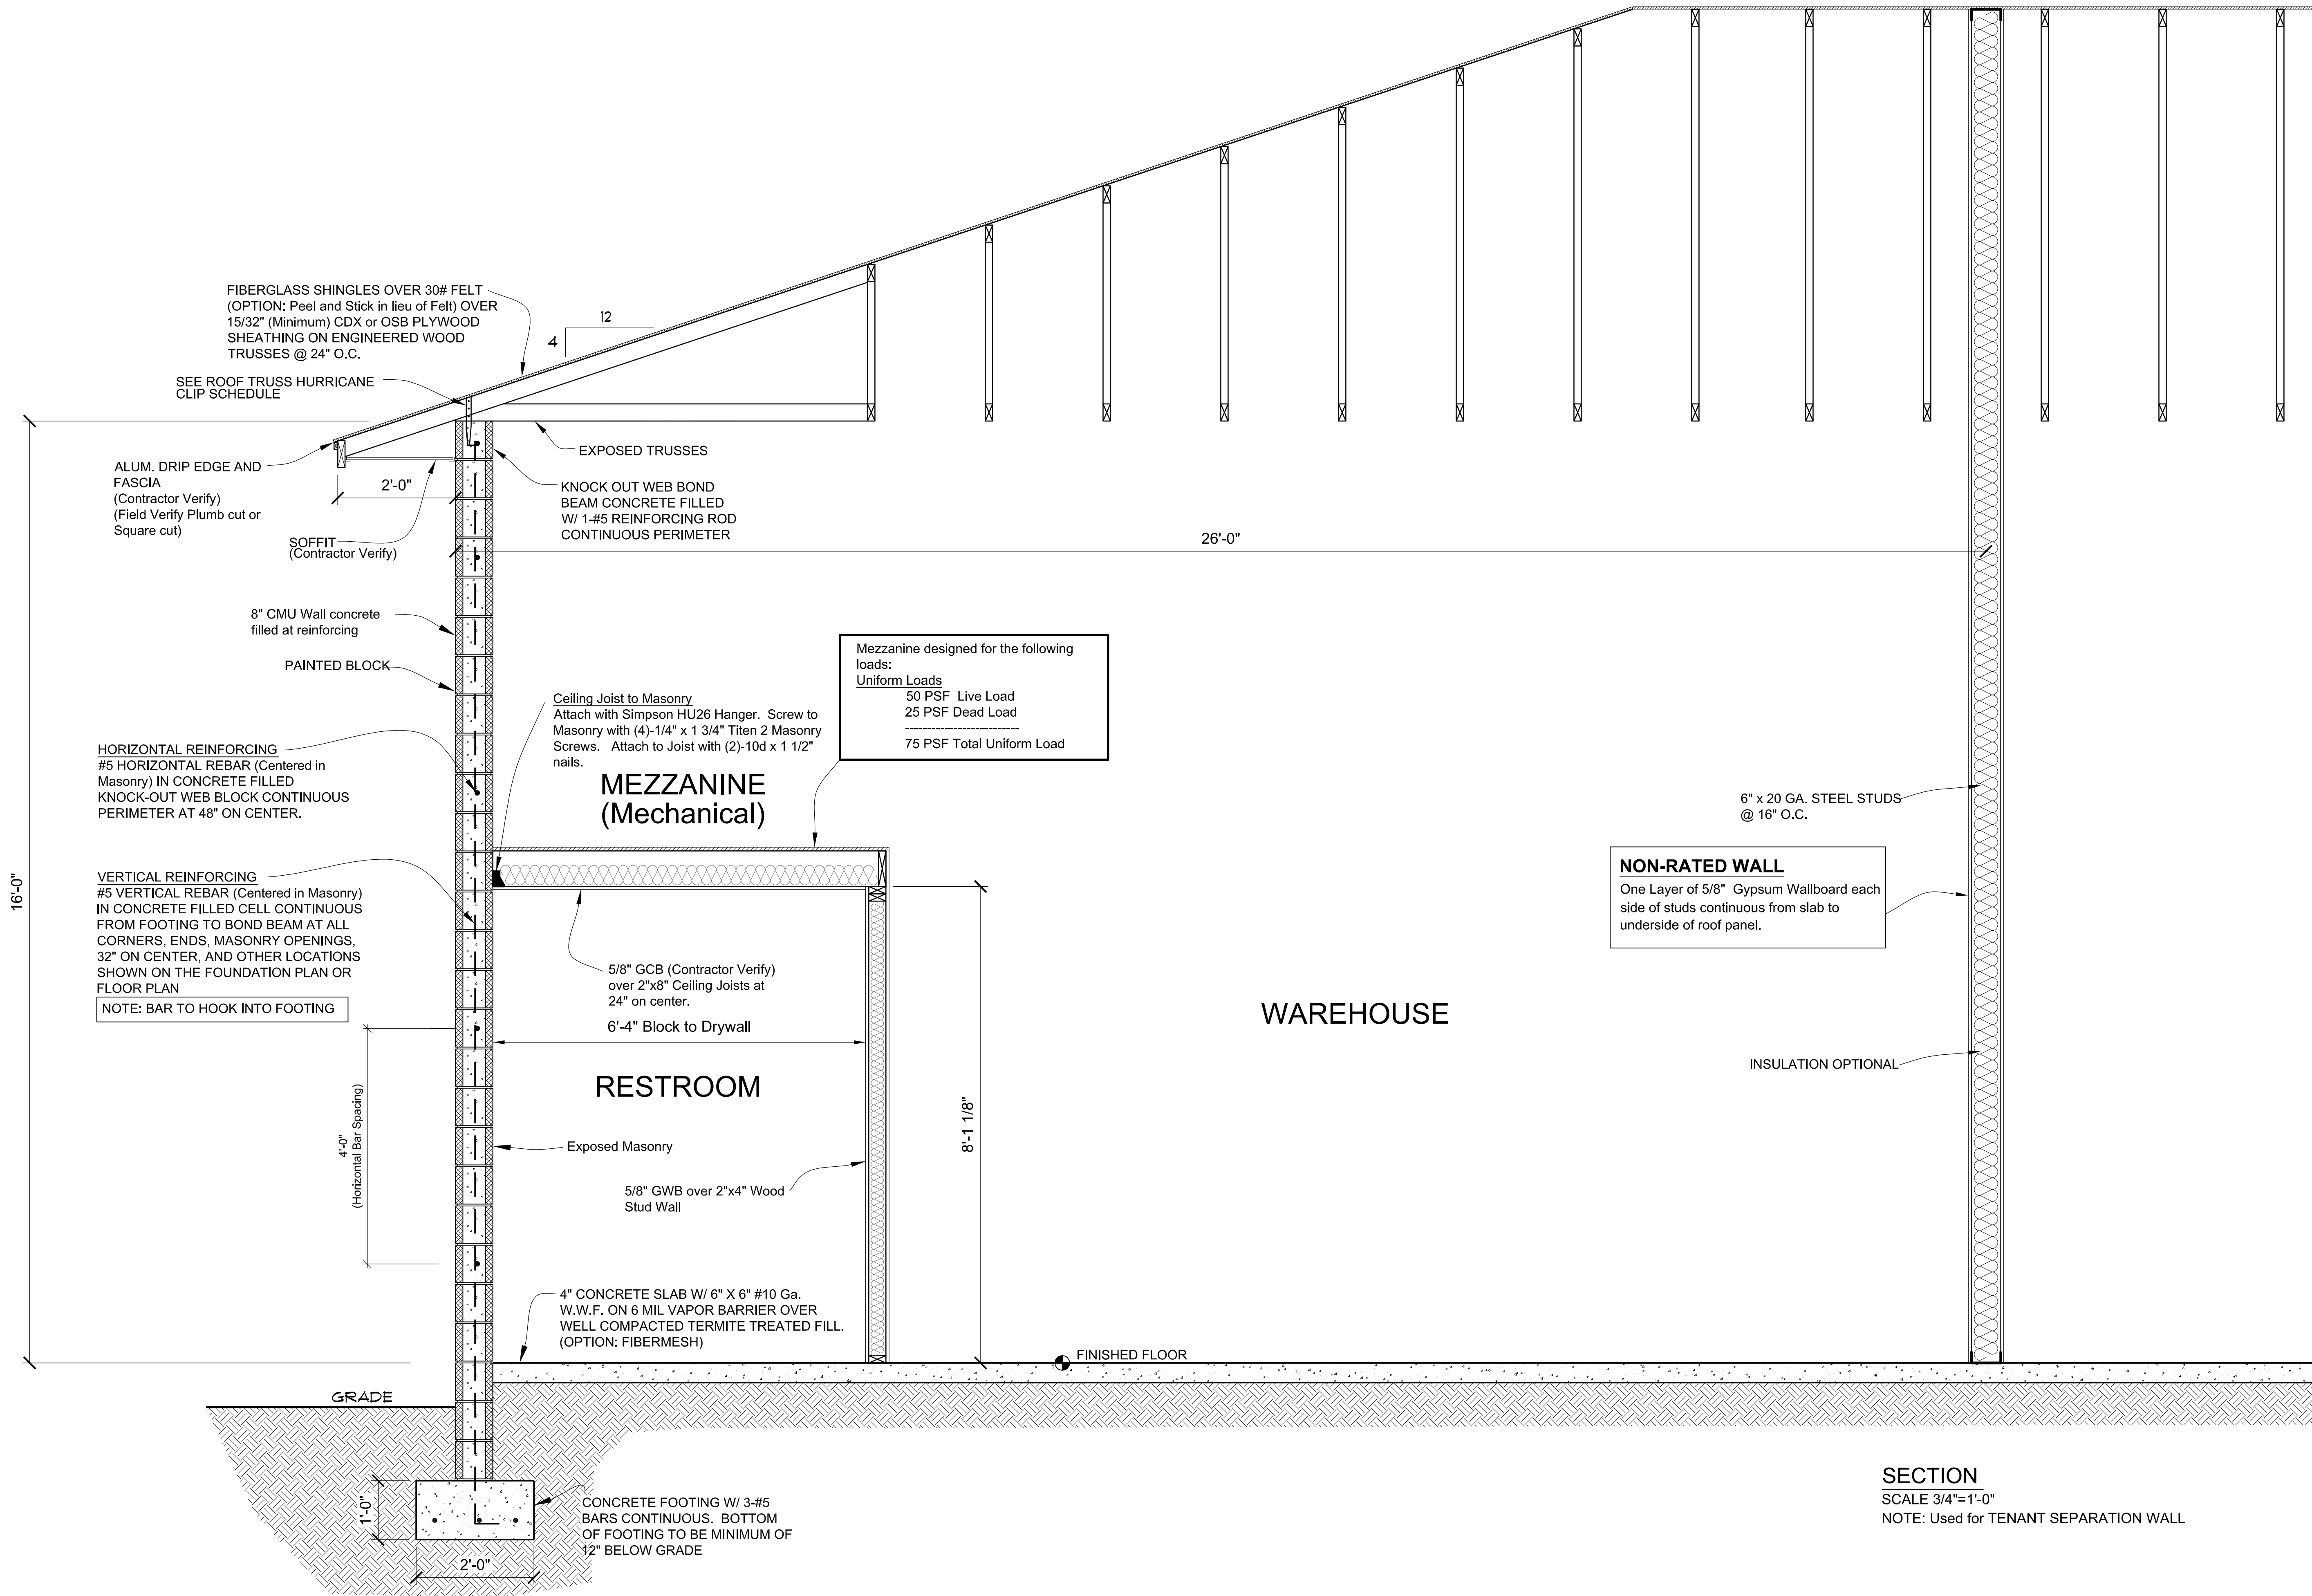 FIBERGLASS SHINGLES OVER 30# FELT
(OPTION: Peel and Stick in lieu of Felt) OVER
15/32" (Minimum) CDX or OSB PLYWOOD
SHEATHING ON ENGINEERED WOOD
TRUSSES @ 24" O.C.
12
4
SEE ROOF TRUSS HURRICANE
CLIP SCHEDULE
ALUM. DRIP EDGE AND
FASCIA
(Contractor Verify)
(Field Verify Plumb cut or
Square cut)
2'-0"
SOFFIT
(Contractor Verify)
EXPOSED TRUSSES
KNOCK OUT WEB BOND
BEAM CONCRETE FILLED
W/ 1-#5 REINFORCING ROD
CONTINUOUS PERIMETER
26'-0"
8" CMU Wall concrete
filled at reinforcing
PAINTED BLOCK
Mezzanine designed for the following
loads:
Uniform Loads
50 PSF Live Load
25 PSF Dead Load
--------------------------
75 PSF Total Uniform Load
Ceiling Joist to Masonry
Attach with Simpson HU26 Hanger. Screw to
Masonry with (4)-1/4" x 1 3/4" Titen 2 Masonry
Screws. Attach to Joist with (2)-10d x 1 1/2"
nails.
MEZZANINE
(Mechanical)
HORIZONTAL REINFORCING
#5 HORIZONTAL REBAR (Centered in
Masonry) IN CONCRETE FILLED
KNOCK-OUT WEB BLOCK CONTINUOUS
PERIMETER AT 48" ON CENTER.
6" x 20 GA. STEEL STUDS
@ 16" O.C.
16'-0"
VERTICAL REINFORCING
#5 VERTICAL REBAR (Centered in Masonry)
IN CONCRETE FILLED CELL CONTINUOUS
FROM FOOTING TO BOND BEAM AT ALL
CORNERS, ENDS, MASONRY OPENINGS,
32" ON CENTER, AND OTHER LOCATIONS
SHOWN ON THE FOUNDATION PLAN OR
FLOOR PLAN
NOTE: BAR TO HOOK INTO FOOTING
NON-RATED WALL
One Layer of 5/8" Gypsum Wallboard each
side of studs continuous from slab to
underside of roof panel.
5/8" GCB (Contractor Verify)
over 2"x8" Ceiling Joists at
24" on center.
6'-4" Block to Drywall
WAREHOUSE
RESTROOM
INSULATION OPTIONAL
4'-0"
(Horizontal Bar Spacing)
8'-1 1/8"
Exposed Masonry
5/8" GWB over 2"x4" Wood
Stud Wall
4" CONCRETE SLAB W/ 6" X 6" #10 Ga.
W.W.F. ON 6 MIL VAPOR BARRIER OVER
WELL COMPACTED TERMITE TREATED FILL.
(OPTION: FIBERMESH)
FINISHED FLOOR
GRADE
1'-0"
2'-0"
CONCRETE FOOTING W/ 3-#5
BARS CONTINUOUS. BOTTOM
OF FOOTING TO BE MINIMUM OF
12" BELOW GRADE
SECTION
SCALE 3/4"=1'-0"
NOTE: Used for TENANT SEPARATION WALL